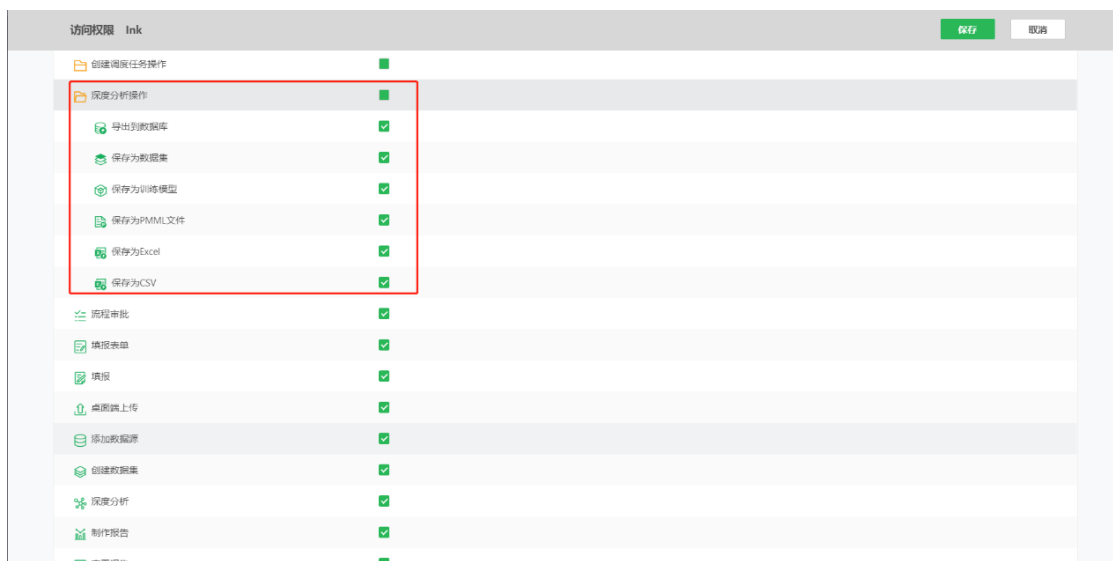 访问权限 Ink
保存 取消
创建调度任务操作
深度分析操作
导出到数据库
保存为数据集
保存为训练模型
保存为PMML文件
保存为Excel
保存为CSV
流程审批
填报表单
填报
桌面端上传
添加数据源
创建数据集
深度分析
制作报告